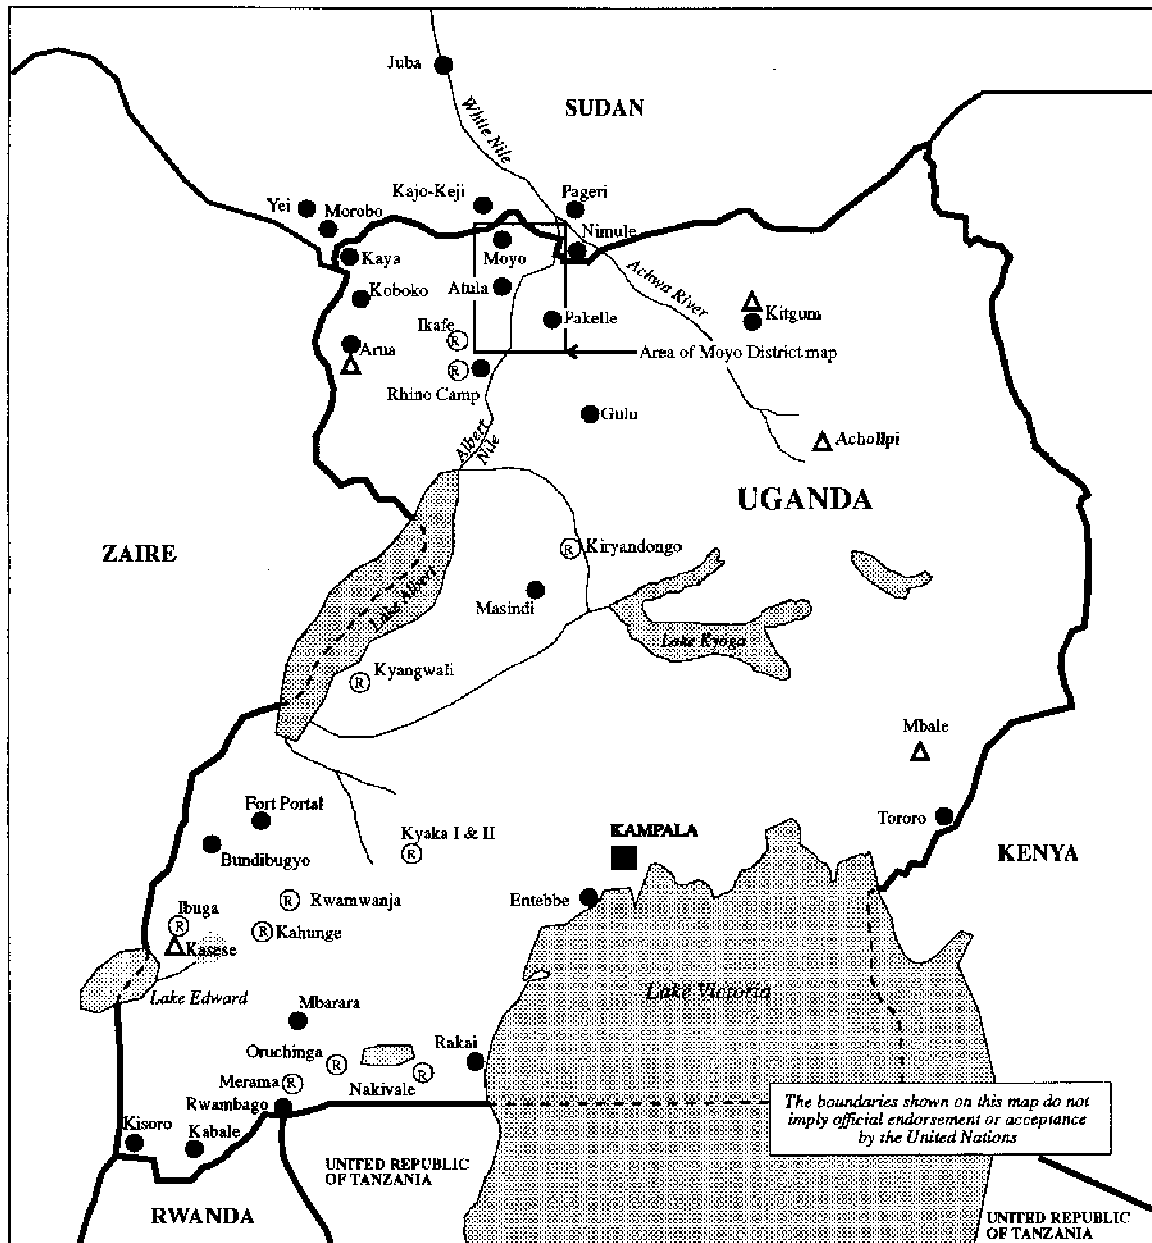 Juba
SUDAN
White Nile
Kajo-Keji
Pageri
Yei
Morobo
Nimule
Kaya
Moyo
Achwa River
Koboko
Atula
Kitgum
Ikafe
R
Pakelle
Arua
Area of Moyo District map
R
Rhino Camp
Gulu
Albert
Nile
Achollpi
UGANDA
ZAIRE
R
Kiryandongo
Lake Albert
Masindi
Lake Kyoga
Kyangwali
R
Mbale
Fort Portal
Tororo
Kyaka I & II
R
KAMPALA
KENYA
Bundibugyo
R
Rwamwanja
Entebbe
Ibuga
R
R
Kahunge
Kasese
Lake Edward
Lake Victoria
Mbarara
Oruchinga
R
Rakai
Merama
R
Nakivale
R
Rwambago
The boundaries shown on this map do not
imply official endorsement or acceptance
by the United Nations
Kisoro
Kabale
UNITED REPUBLIC
OF TANZANIA
RWANDA
UNITED REPUBLIC
OF TANZANIA